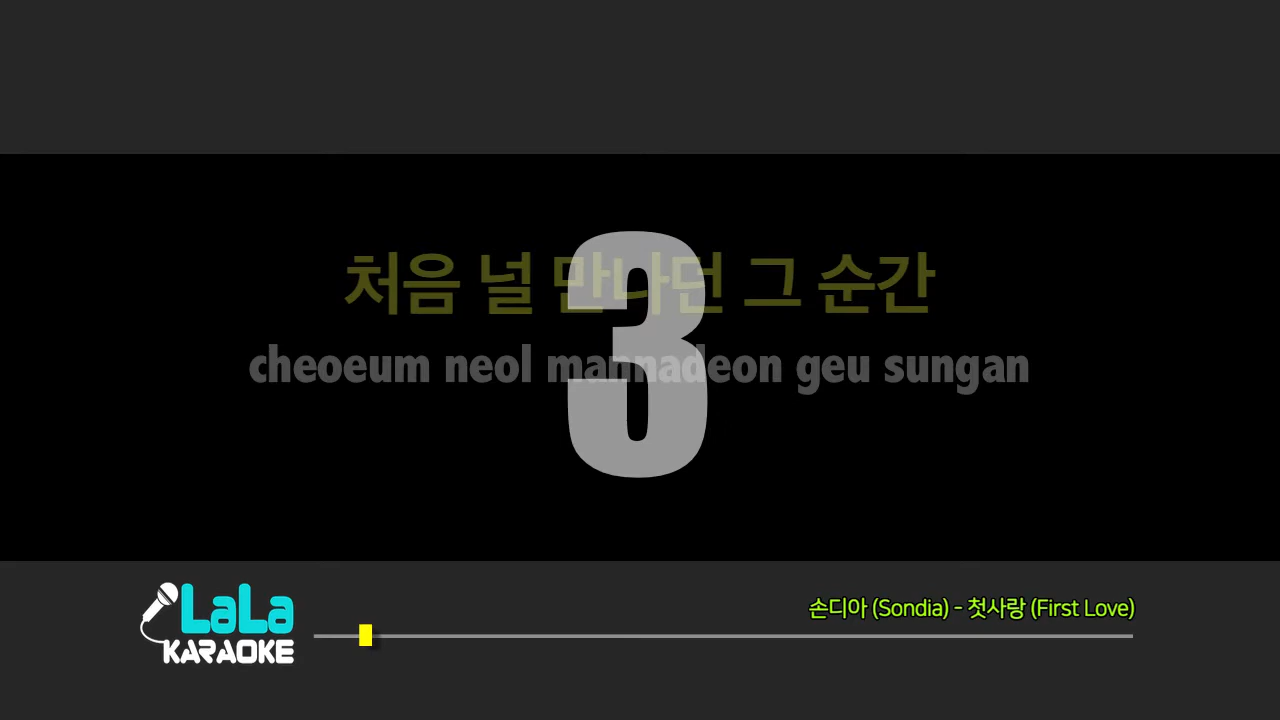 처음 널 만나던 그 순간
cheoeum neol mannadeon geu sungan
3
손디아 (Sondia) - 첫사랑 (First Love)
LaLa
KARAOKE